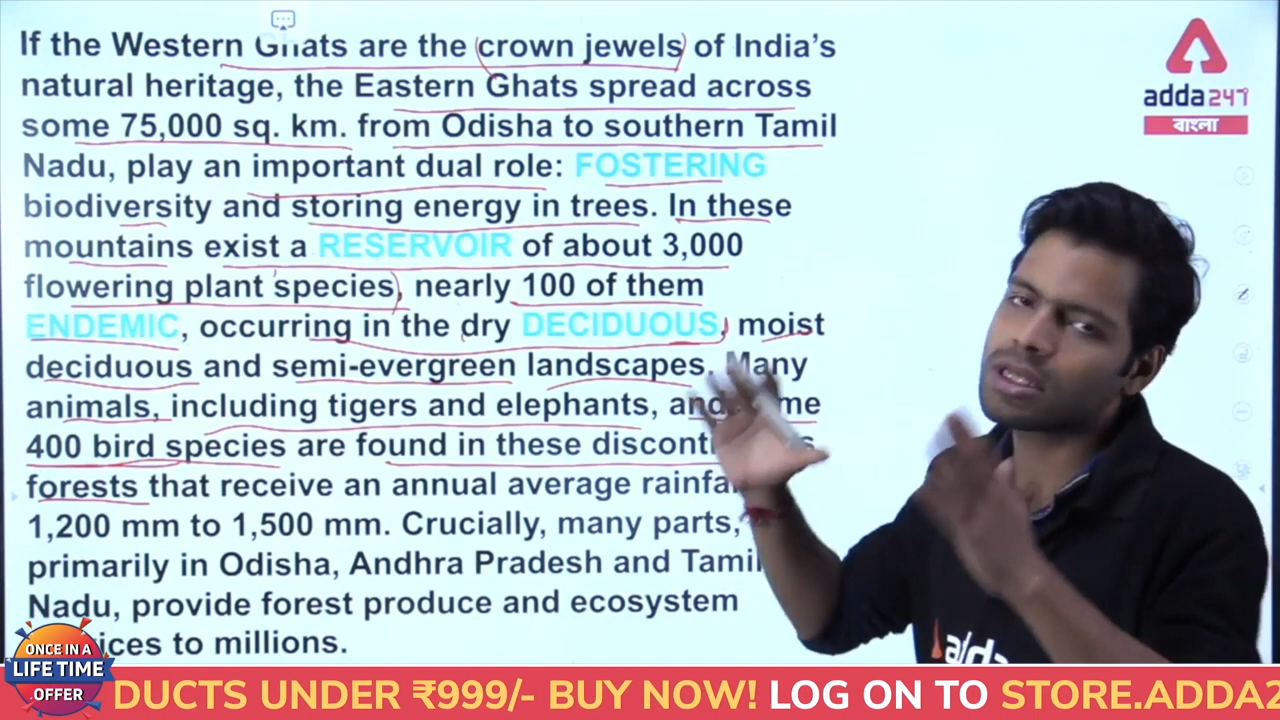 If the Western Ghats are the crown jewels of India's
natural heritage, the Eastern Ghats spread across
some 75,000 sq. km. from Odisha to southern Tamil
Nadu, play an important dual role: FOSTERING
biodiversity and storing energy in trees. In these
mountains exist a RESERVOIR of about 3,000
flowering plant species, nearly 100 of them
ENDEMIC, occurring in the dry DECIDUOUS, moist
deciduous and semi-evergreen landscapes. Many
animals, including tigers and elephants, and
400 bird species are found in these
forests that receive an annual average
1,200 mm to 1,500 mm. Crucially, many parts,
primarily in Odisha, Andhra Pradesh and Tamil
Nadu, provide forest produce and ecosystem
to millions.
adda247
বাংলা
adda
ONCE IN A
LIFE TIME
OFFER
DUCTS UNDER ₹999/- BUY NOW! LOG ON TO STORE.ADDA2